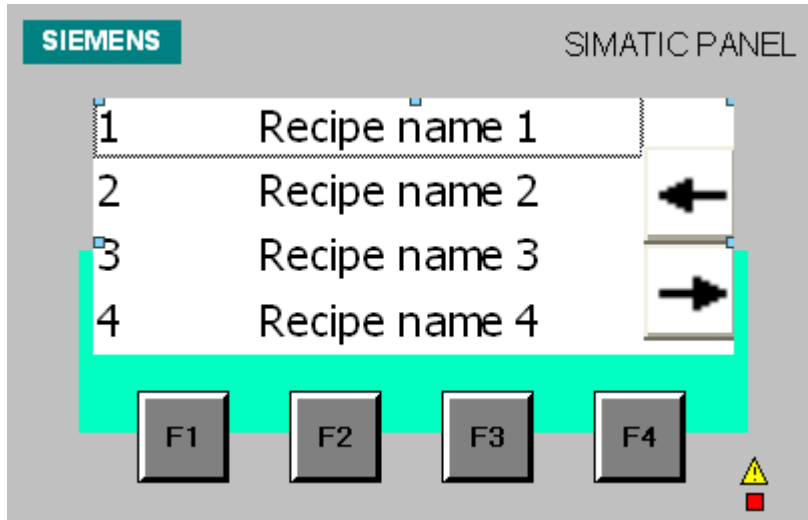 SIEMENS SIMATIC PANEL
1 Recipe name 1
2 Recipe name 2
3 Recipe name 3
4 Recipe name 4
F1 F2 F3 F4